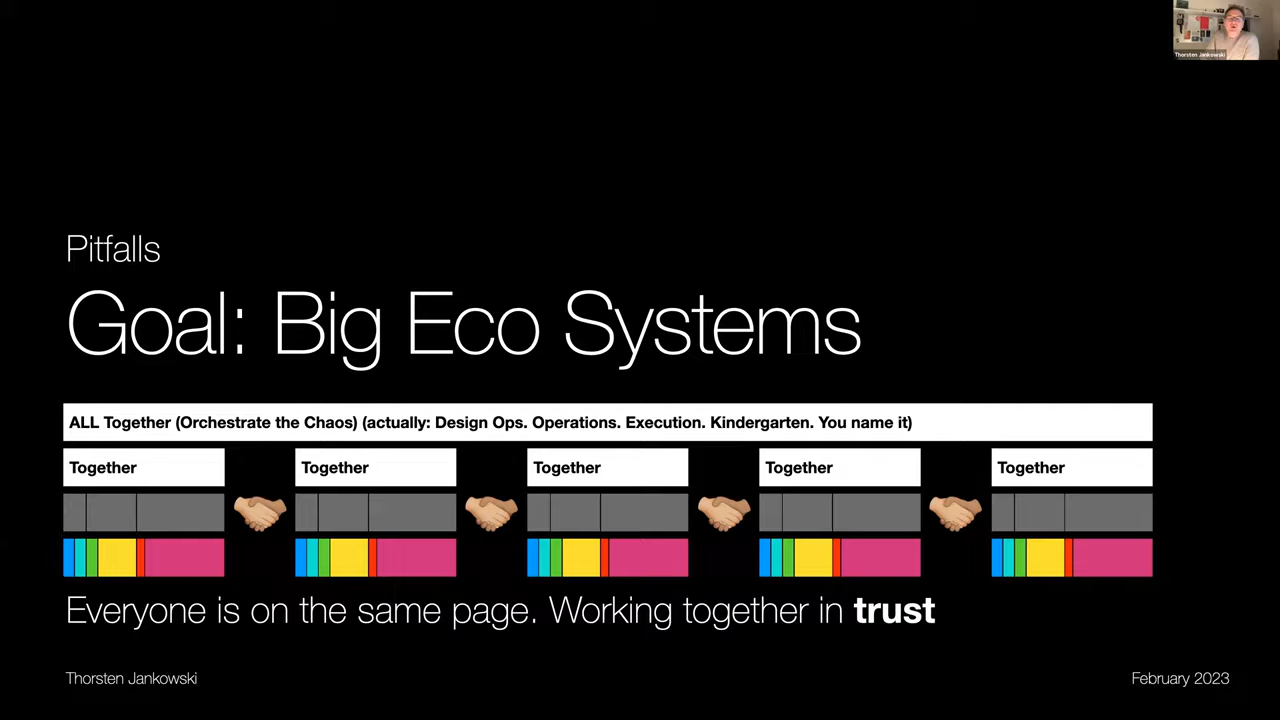 Thorsten Jankowski
Pitfalls
Goal: Big Eco Systems
ALL Together (Orchestrate the Chaos) (actually: Design Ops. Operations. Execution. Kindergarten. You name it)
Together
Together
Together
Together
Together
Everyone is on the same page. Working together in trust
Thorsten Jankowski
February 2023